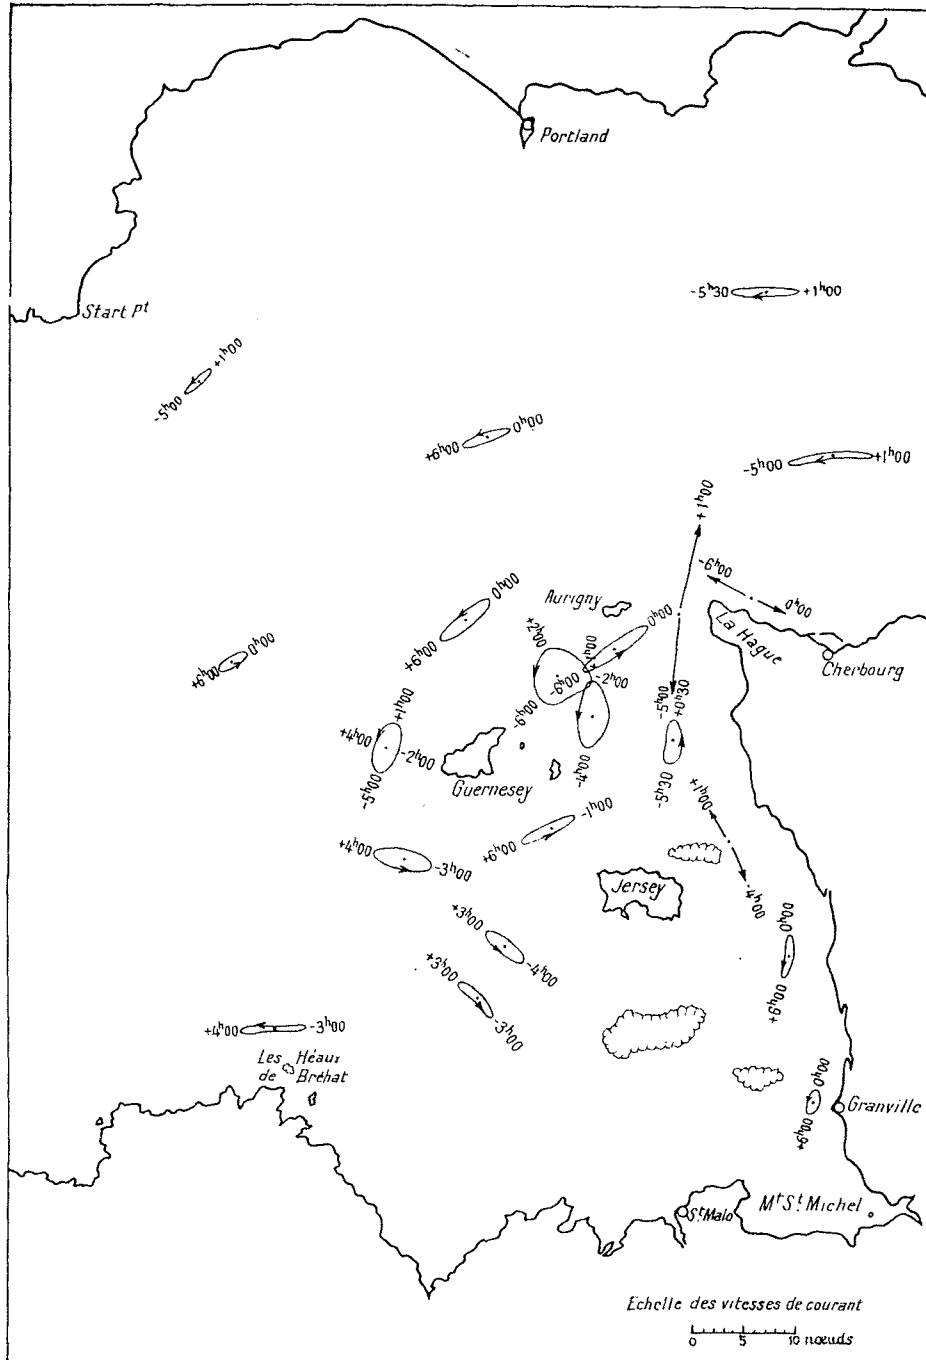 Portland
Start Pt
-5h30
+1h00
+1h00
-5h00
+6h00
0h00
-5h00
+1h00
+1h00
-6h00
0h00
0h00
+6h00
Aurigny
0h00
La Hague
Cherbourg
+6h00
0h00
+2h00
+1h00
-6h00
-2h00
-6h00
-4h00
-5h00
+0h30
-5h30
+1h00
+4h00
-2h00
-5h00
Guernesey
+1h00
-4h00
+6h00
-1h00
+4h00
-3h00
Jersey
+3h00
-4h00
0h00
+6h00
+3h00
-3h00
+4h00
-3h00
Les Héaux
de Bréhat
0h00
+6h00
Granville
St Malo
Mt St Michel
Echelle des vitesses de courant
0 5 10 nœuds